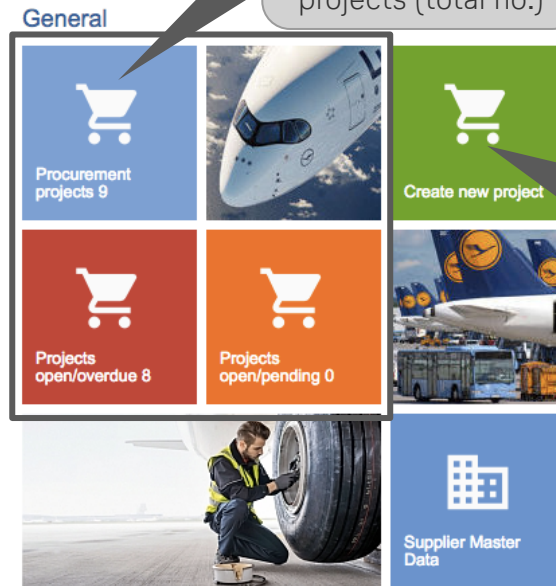 projects (total no.)
General
Procurement
projects 9
Create new project
Projects
open/overdue 8
Projects
open/pending 0
Supplier Master
Data